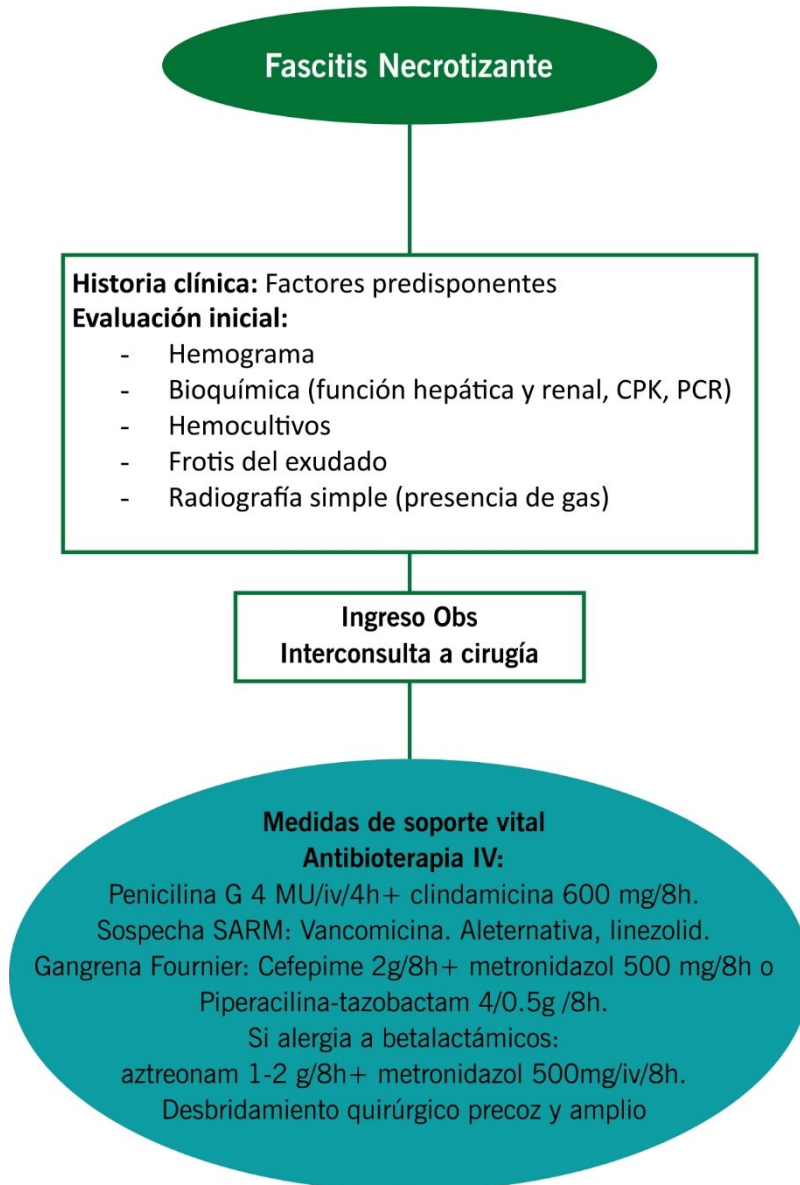 Fascitis Necrotizante
Historia clínica: Factores predisponentes
Evaluación inicial:
- Hemograma
- Bioquímica (función hepática y renal, CPK, PCR)
- Hemocultivos
- Frotis del exudado
- Radiografía simple (presencia de gas)
Ingreso Obs
Interconsulta a cirugía
Medidas de soporte vital
Antibioterapia IV:
Penicilina G 4 MU/iv/4h+ clindamicina 600 mg/8h.
Sospecha SARM: Vancomicina. Aleternativa, linezolid.
Gangrena Fournier: Cefepime 2g/8h+ metronidazol 500 mg/8h o
Piperacilina-tazobactam 4/0.5g /8h.
Si alergia a betalactámicos:
aztreonam 1-2 g/8h+ metronidazol 500mg/iv/8h.
Desbridamiento quirúrgico precoz y amplio